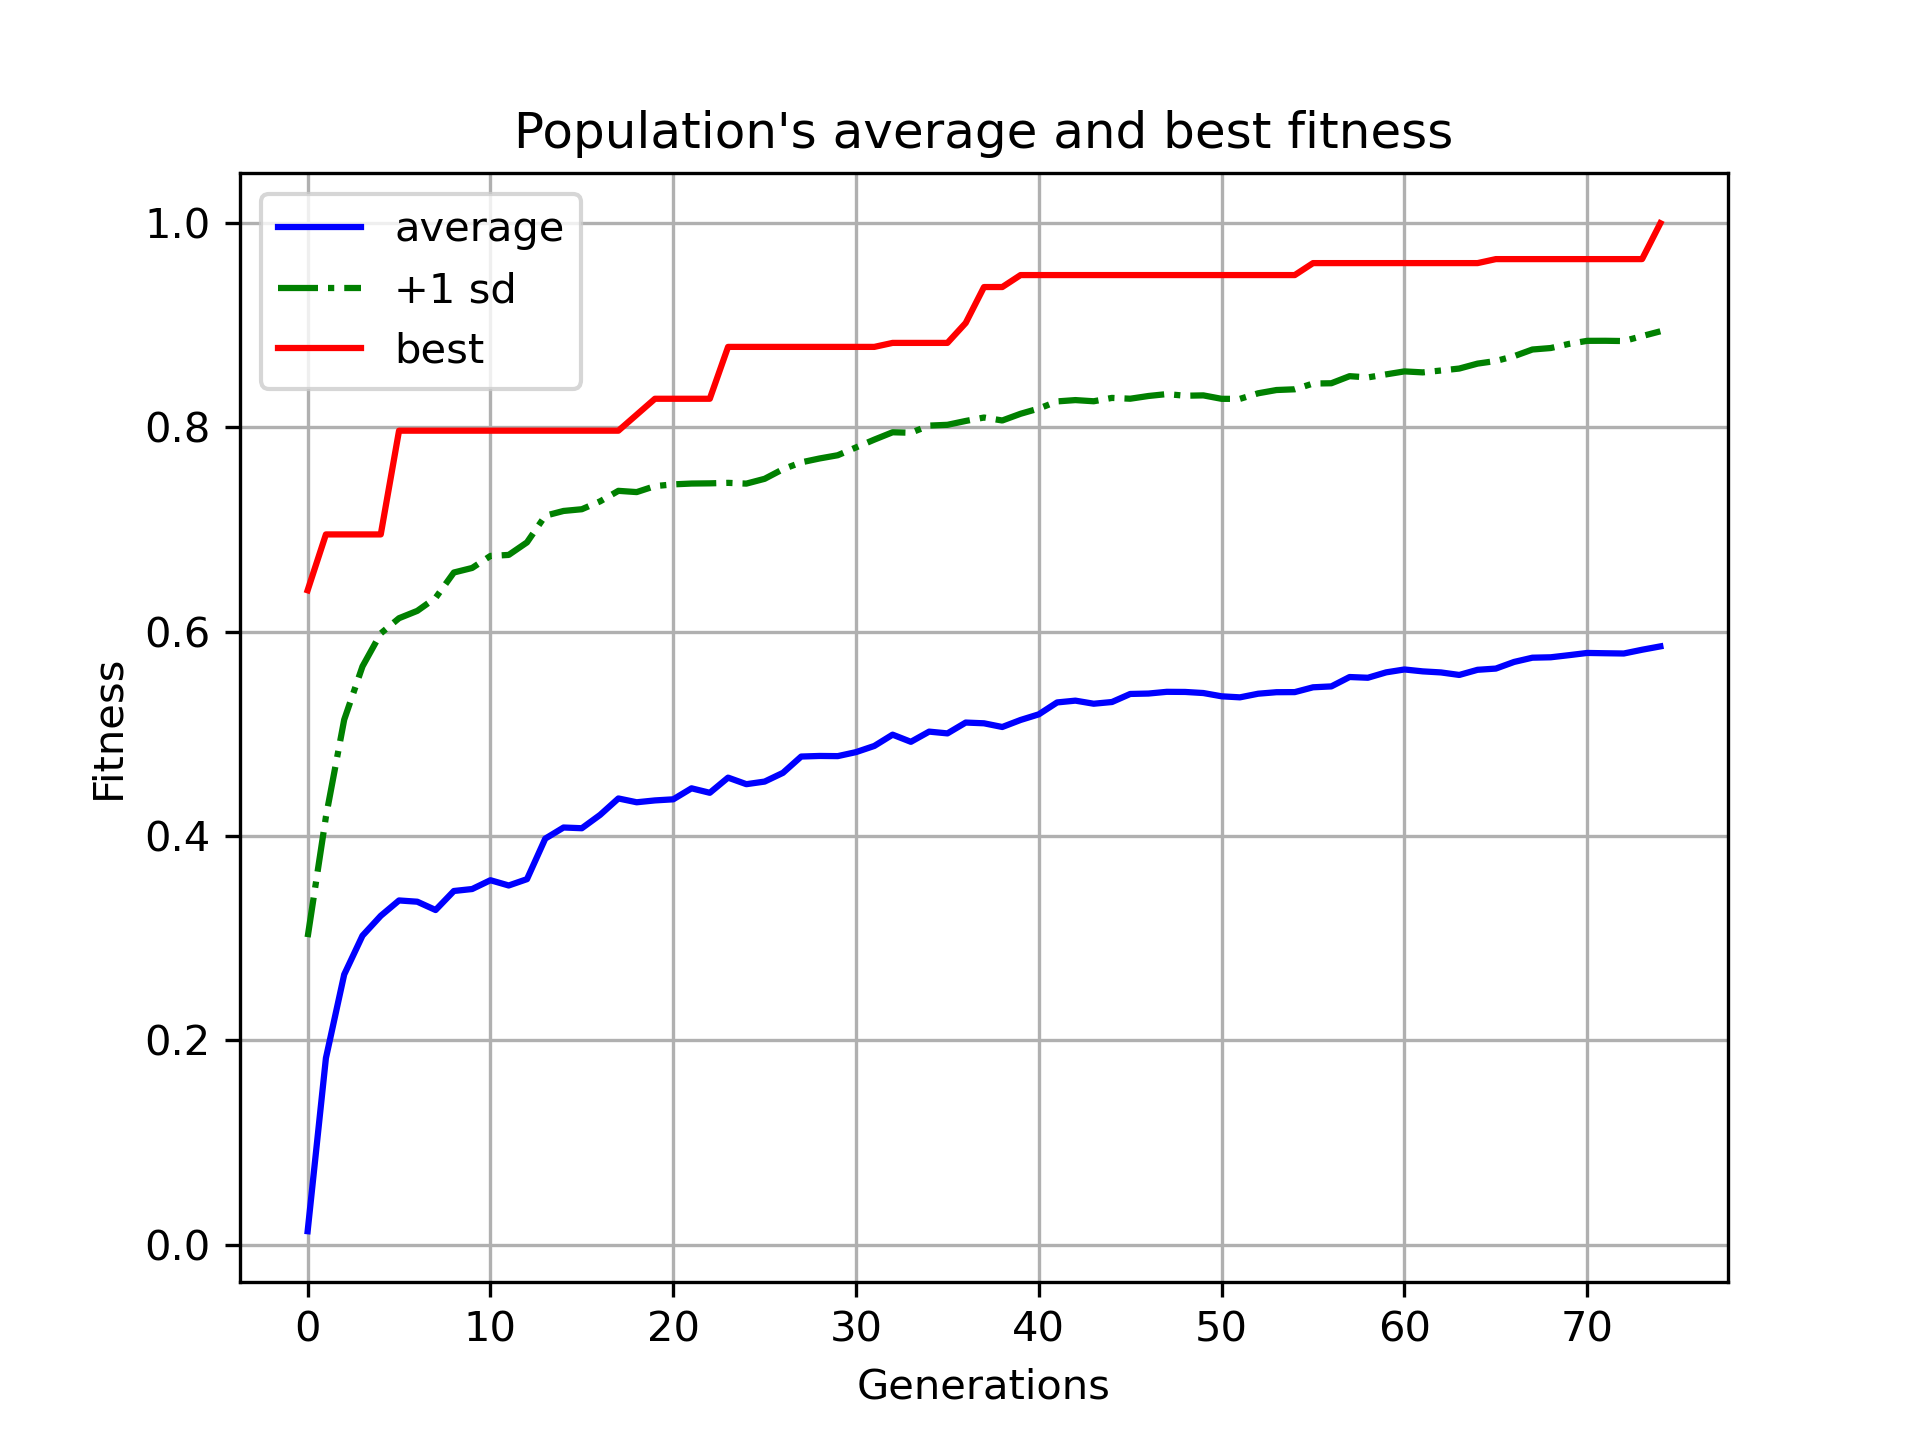 Population's average and best fitness
average
+1 sd
best
1.0
0.8
0.6
0.4
0.2
0.0
Fitness
0 10 20 30 40 50 60 70
Generations